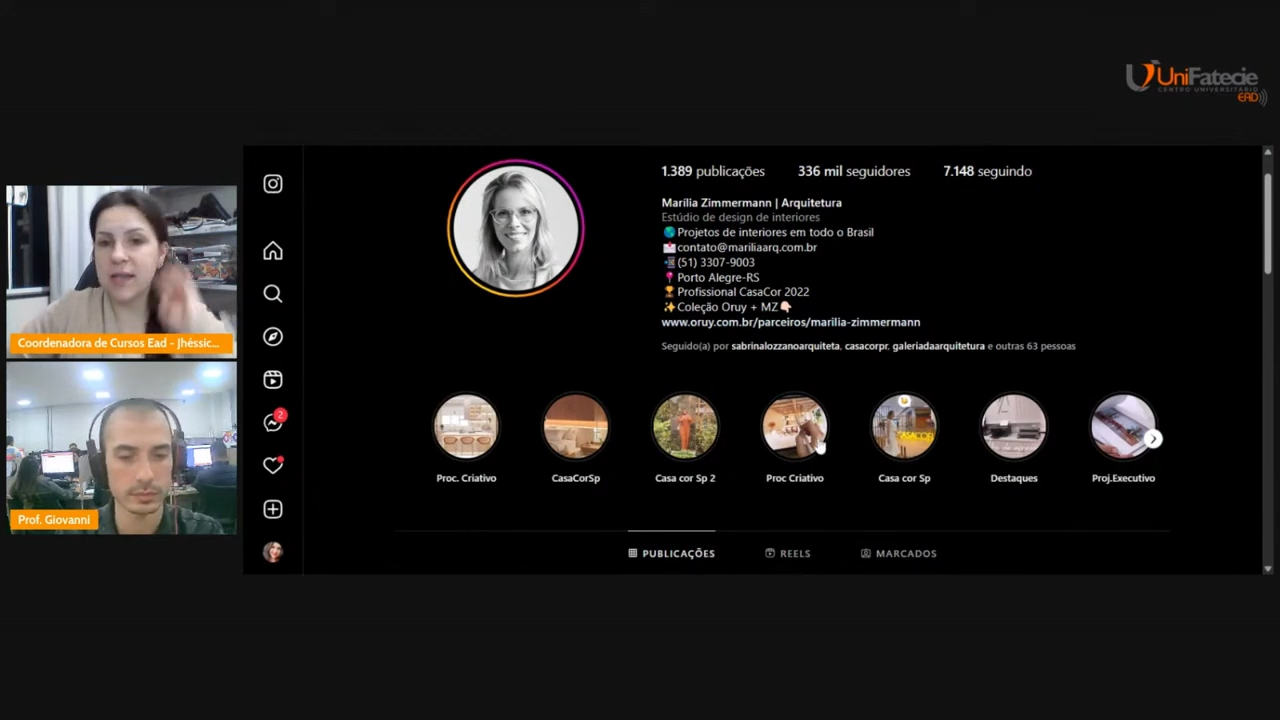 UniFatecie
CENTRO UNIVERSITÁRIO
EAD
1.389 publicações 336 mil seguidores 7.148 seguindo
Marília Zimmermann | Arquitetura
Estúdio de design de interiores
🌎Projetos de interiores em todo o Brasil
📩contato@mariliaarq.com.br
📲(51) 3307-9003
📍Porto Alegre-RS
🏆Profissional CasaCor 2022
✨Coleção Oruy + MZ👇🏻
www.oruy.com.br/parceiros/marilia-zimmermann
Seguido(a) por sabrinalozzanoarquiteta, casacorpr, galeriadaarquitetura e outras 63 pessoas
Coordenadora de Cursos Ead - Jhéssic...
2
CASACOR
Proc. Criativo CasaCorSp Casa cor Sp 2 Proc Criativo Casa cor Sp Destaques Proj.Executivo
Prof. Giovanni
PUBLICAÇÕES REELS MARCADOS